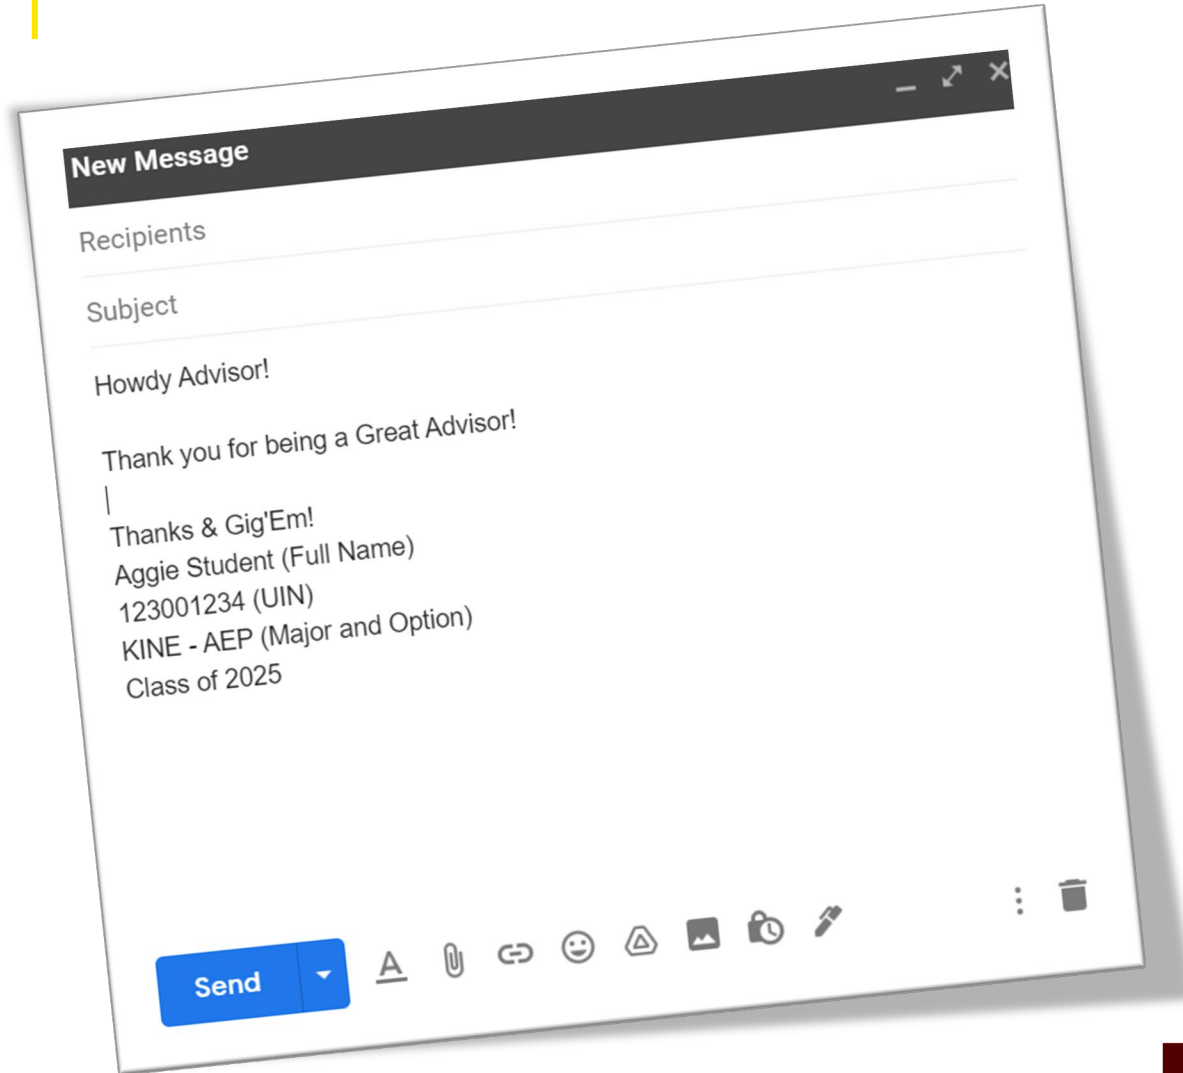 New Message
Recipients
Subject
Howdy Advisor!
Thank you for being a Great Advisor!
Thanks & Gig'Em!
Aggie Student (Full Name)
123001234 (UIN)
KINE - AEP (Major and Option)
Class of 2025
Send